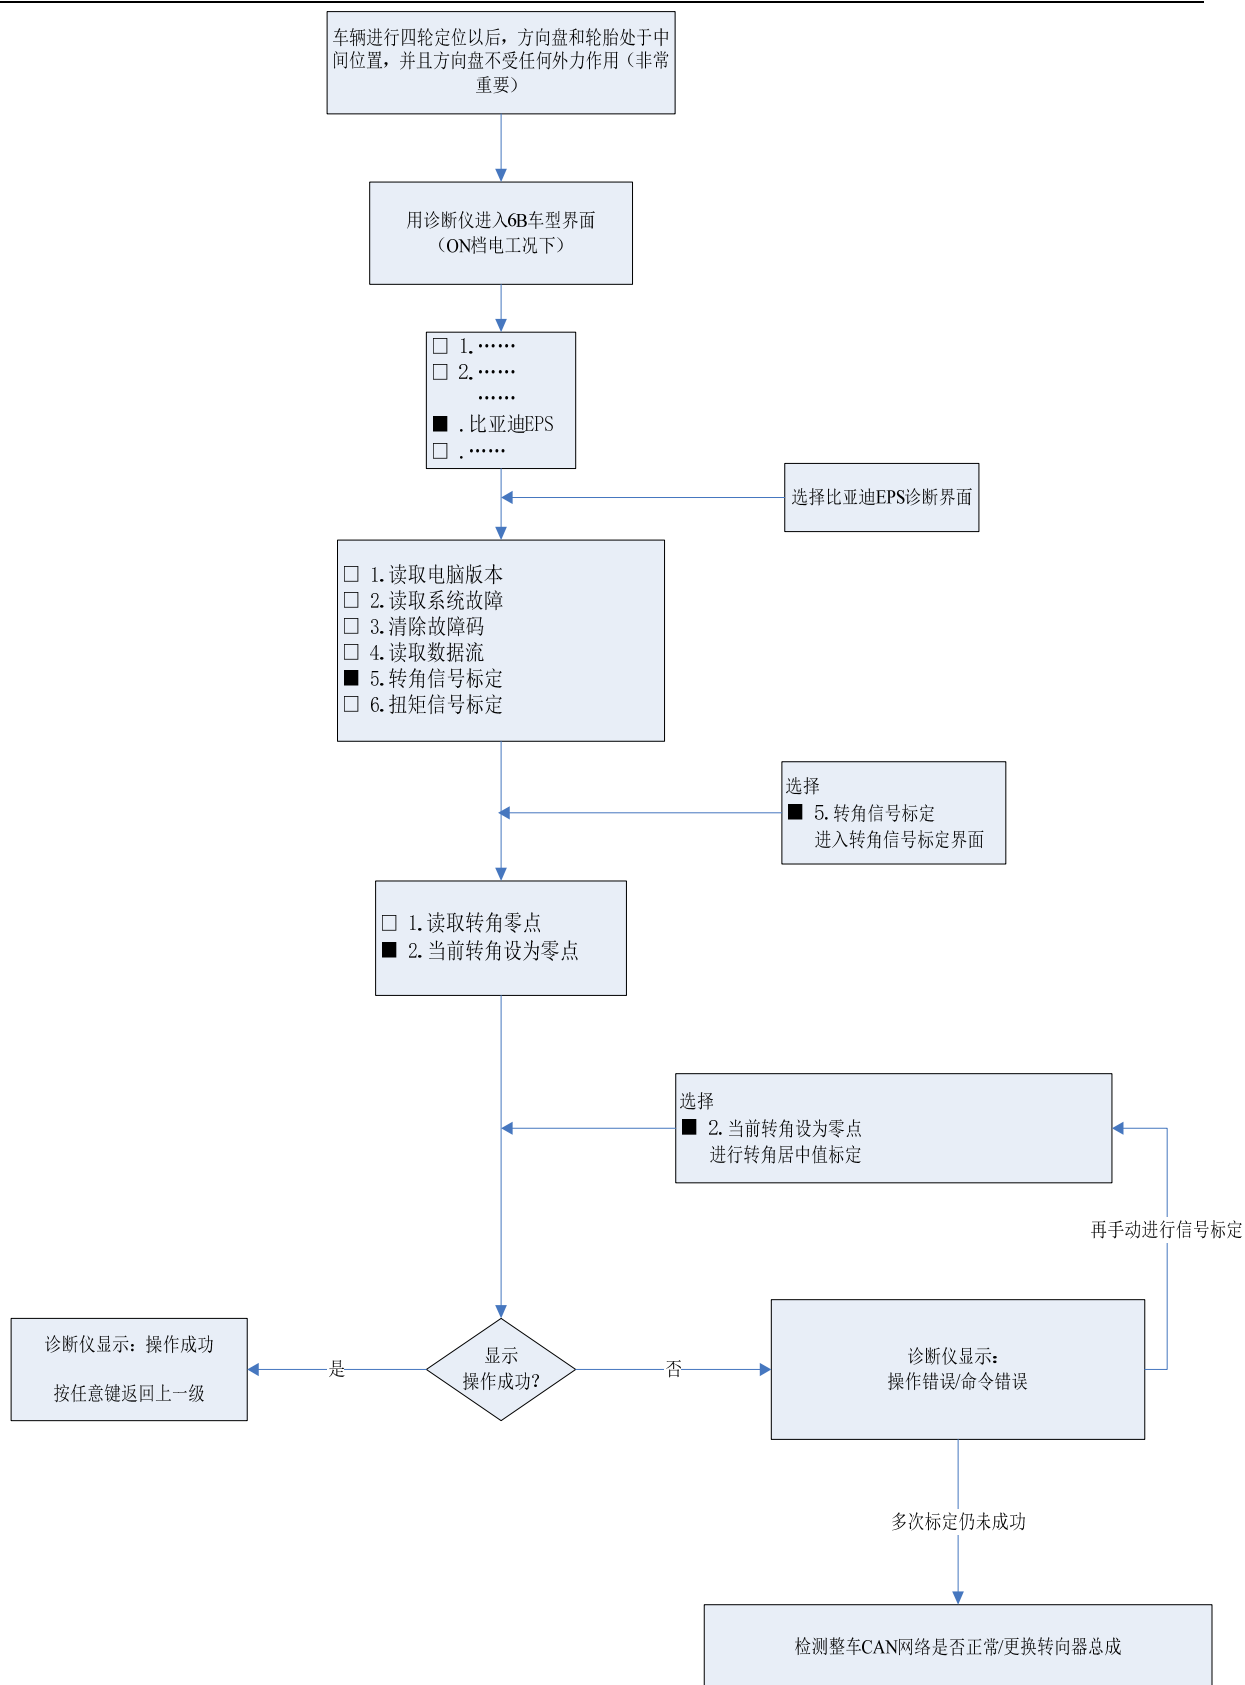 车辆进行四轮定位以后，方向盘和轮胎处于中
间位置，并且方向盘不受任何外力作用（非常
重要）
用诊断仪进入6B车型界面
（ON档电工况下）
□ 1.……
□ 2.……
……
■ .比亚迪EPS
□ .……
选择比亚迪EPS诊断界面
□ 1.读取电脑版本
□ 2.读取系统故障
□ 3.清除故障码
□ 4.读取数据流
■ 5.转角信号标定
□ 6.扭矩信号标定
选择
■ 5.转角信号标定
进入转角信号标定界面
□ 1.读取转角零点
■ 2.当前转角设为零点
选择
■ 2.当前转角设为零点
进行转角居中值标定
再手动进行信号标定
显示
操作成功？
是
否
诊断仪显示：操作成功
按任意键返回上一级
诊断仪显示：
操作错误/命令错误
多次标定仍未成功
检测整车CAN网络是否正常/更换转向器总成